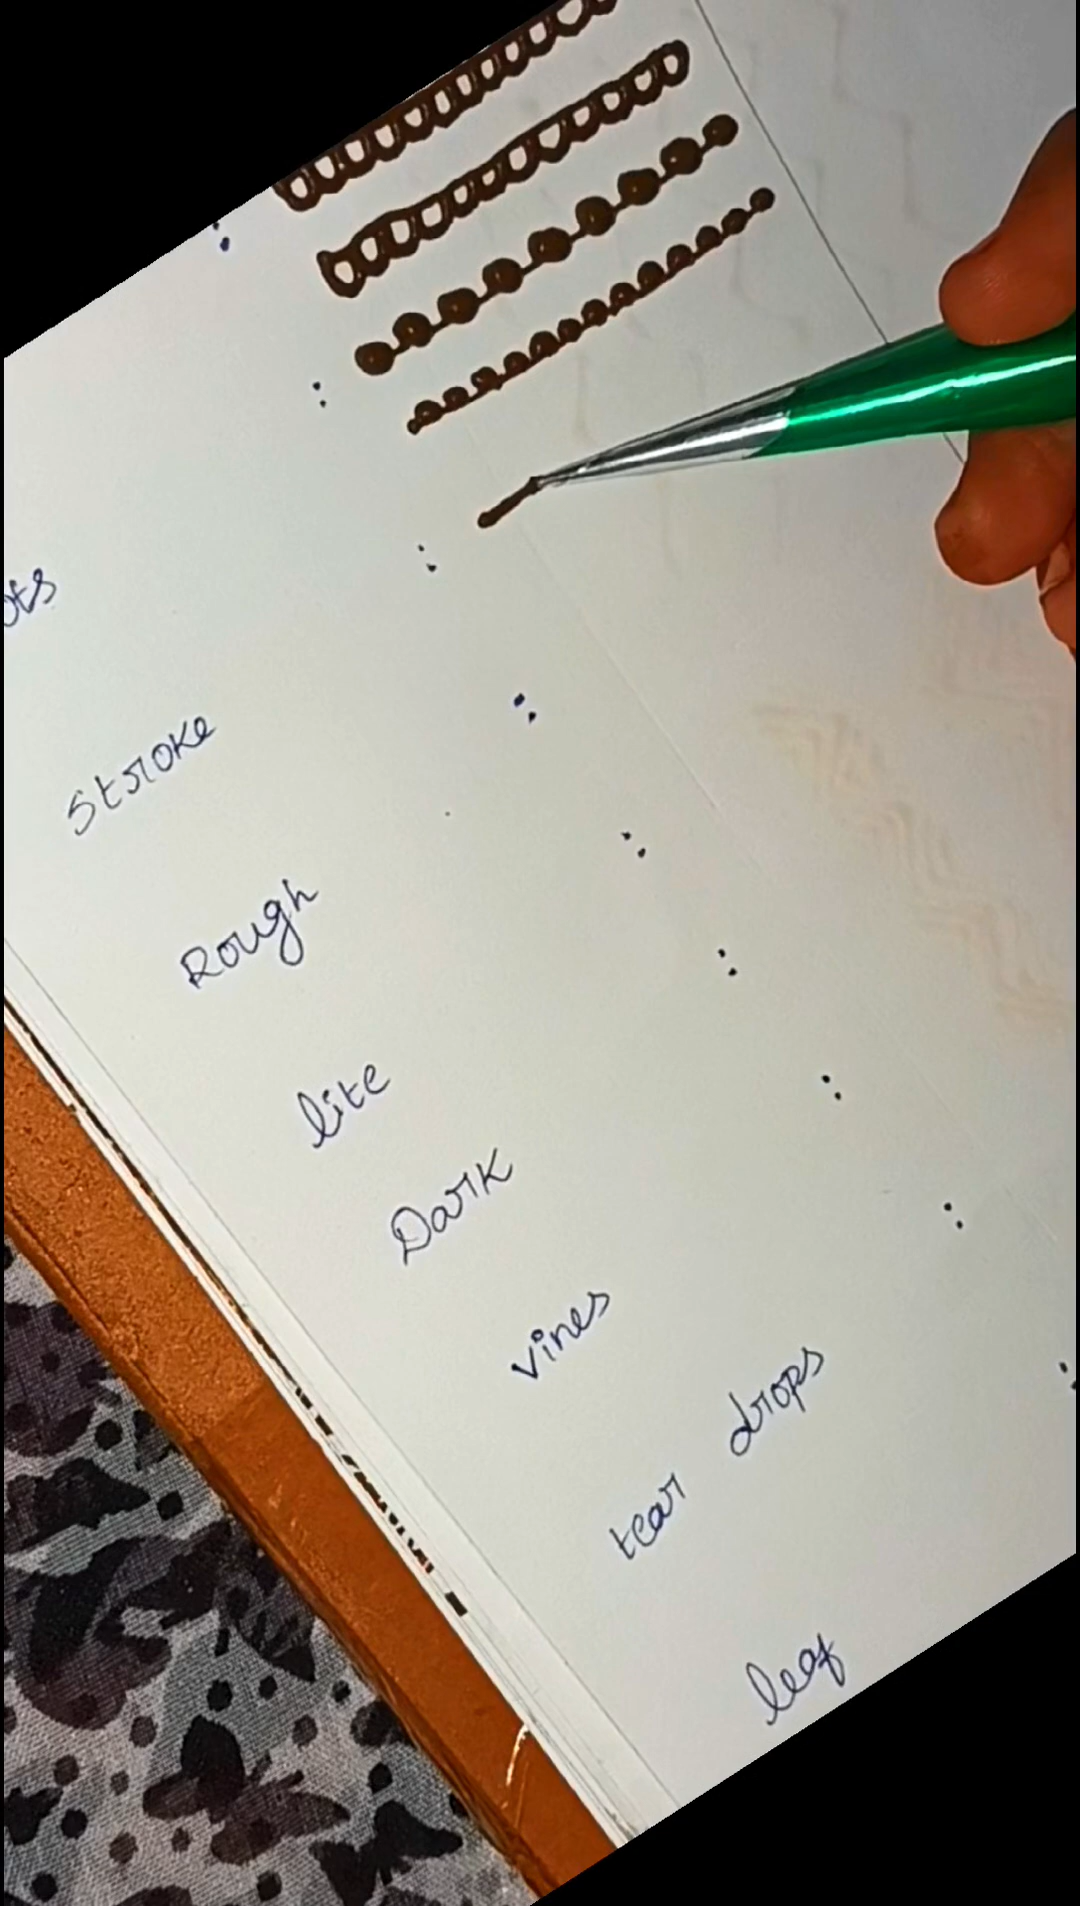 Stroke :
Rough :
lite :
Dark :
vines :
tear drops :
leaf